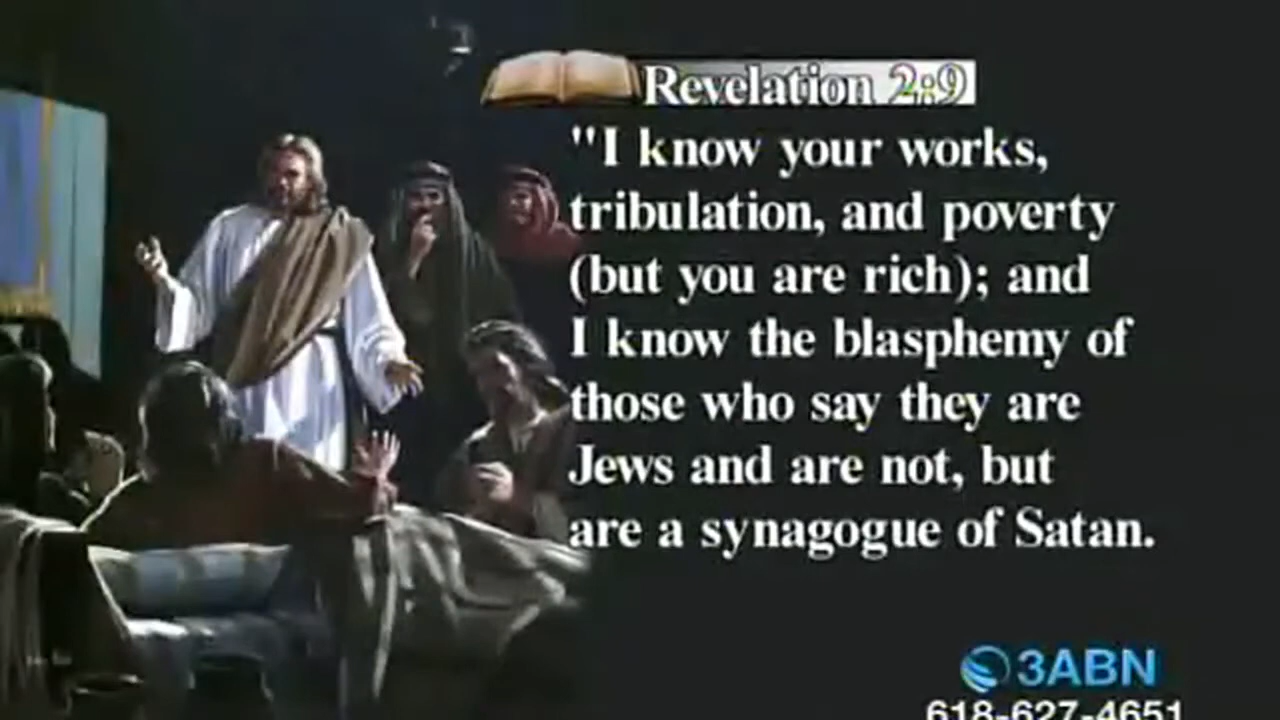 Revelation 2:9
"I know your works,
tribulation, and poverty
(but you are rich); and
I know the blasphemy of
those who say they are
Jews and are not, but
are a synagogue of Satan.
3ABN
618-627-4651